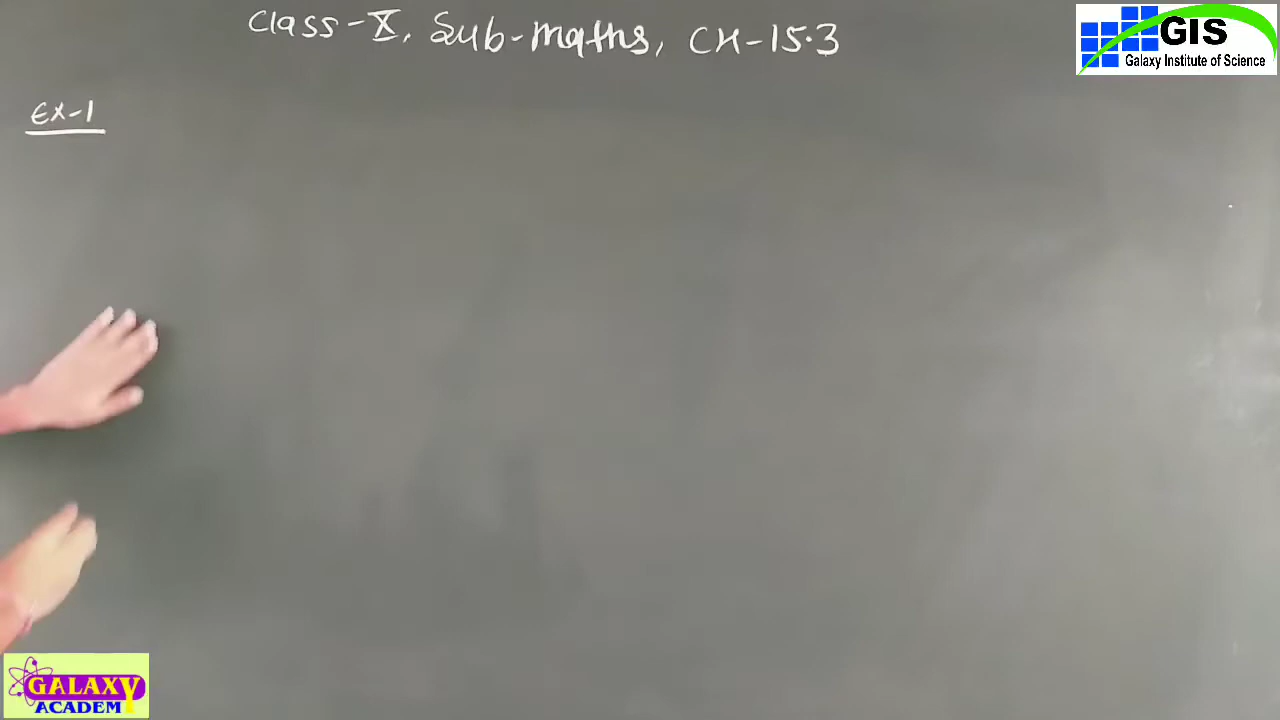 Class-X, Sub-maths, CH-15.3
GIS
Galaxy Institute of Science
Ex-1
GALAXY
ACADEM